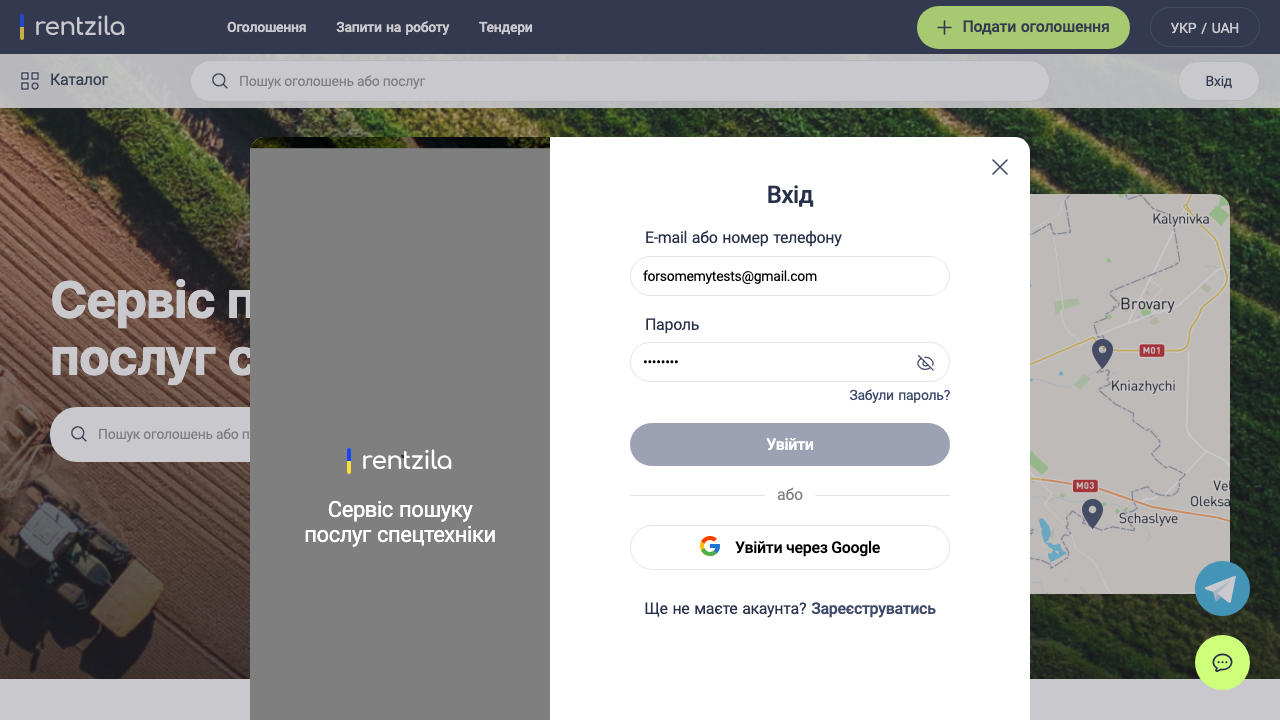 rentzila
Оголошення
Запити на роботу
Тендери
Подати оголошення
УКР / UAH
Каталог
Пошук оголошень або послуг
Вхід
Сервіс п
послуг с
Пошук оголошень або п
rentzila
Сервіс пошуку
послуг спецтехніки
Вхід
E-mail або номер телефону
forsomemytests@gmail.com
Пароль
••••••••
Забули пароль?
Увійти
або
Увійти через Google
Ще не маєте акаунта? Зареєструватись
Kalynivka
Brovary
M01
Kniazhychi
M03
Vel
Oleksa
Schaslyve